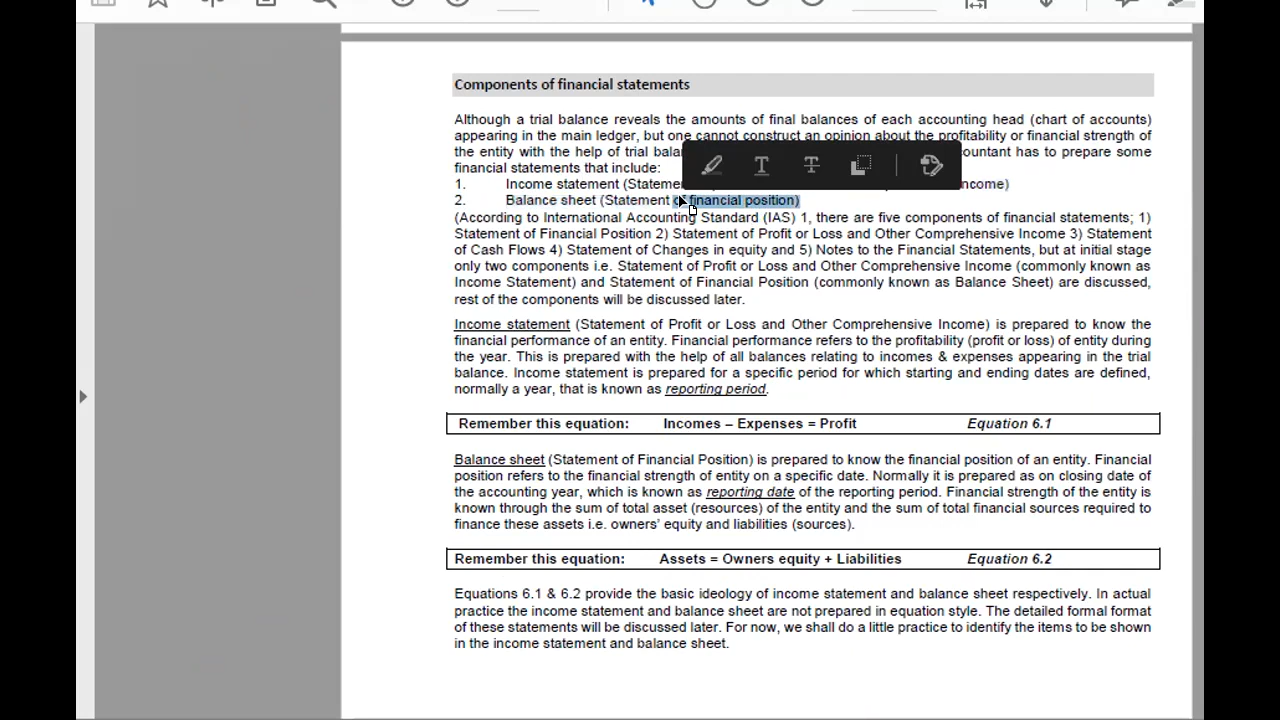 Components of financial statements
Although a trial balance reveals the amounts of final balances of each accounting head (chart of accounts)
appearing in the main ledger, but one cannot construct an opinion about the profitability or financial strength of
the entity with the help of trial countant has to prepare some
financial statements that include:
1. Income statement ncome)
2. Balance sheet (Statement of financial position)
(According to International Accounting Standard (IAS) 1, there are five components of financial statements; 1)
Statement of Financial Position 2) Statement of Profit or Loss and Other Comprehensive Income 3) Statement
of Cash Flows 4) Statement of Changes in equity and 5) Notes to the Financial Statements, but at initial stage
only two components i.e. Statement of Profit or Loss and Other Comprehensive Income (commonly known as
Income Statement) and Statement of Financial Position (commonly known as Balance Sheet) are discussed,
rest of the components will be discussed later.
Income statement (Statement of Profit or Loss and Other Comprehensive Income) is prepared to know the
financial performance of an entity. Financial performance refers to the profitability (profit or loss) of entity during
the year. This is prepared with the help of all balances relating to incomes & expenses appearing in the trial
balance. Income statement is prepared for a specific period for which starting and ending dates are defined,
normally a year, that is known as reporting period.
Remember this equation: Incomes – Expenses = Profit Equation 6.1
Balance sheet (Statement of Financial Position) is prepared to know the financial position of an entity. Financial
position refers to the financial strength of entity on a specific date. Normally it is prepared as on closing date of
the accounting year, which is known as reporting date of the reporting period. Financial strength of the entity is
known through the sum of total asset (resources) of the entity and the sum of total financial sources required to
finance these assets i.e. owners' equity and liabilities (sources).
Remember this equation: Assets = Owners equity + Liabilities Equation 6.2
Equations 6.1 & 6.2 provide the basic ideology of income statement and balance sheet respectively. In actual
practice the income statement and balance sheet are not prepared in equation style. The detailed formal format
of these statements will be discussed later. For now, we shall do a little practice to identify the items to be shown
in the income statement and balance sheet.